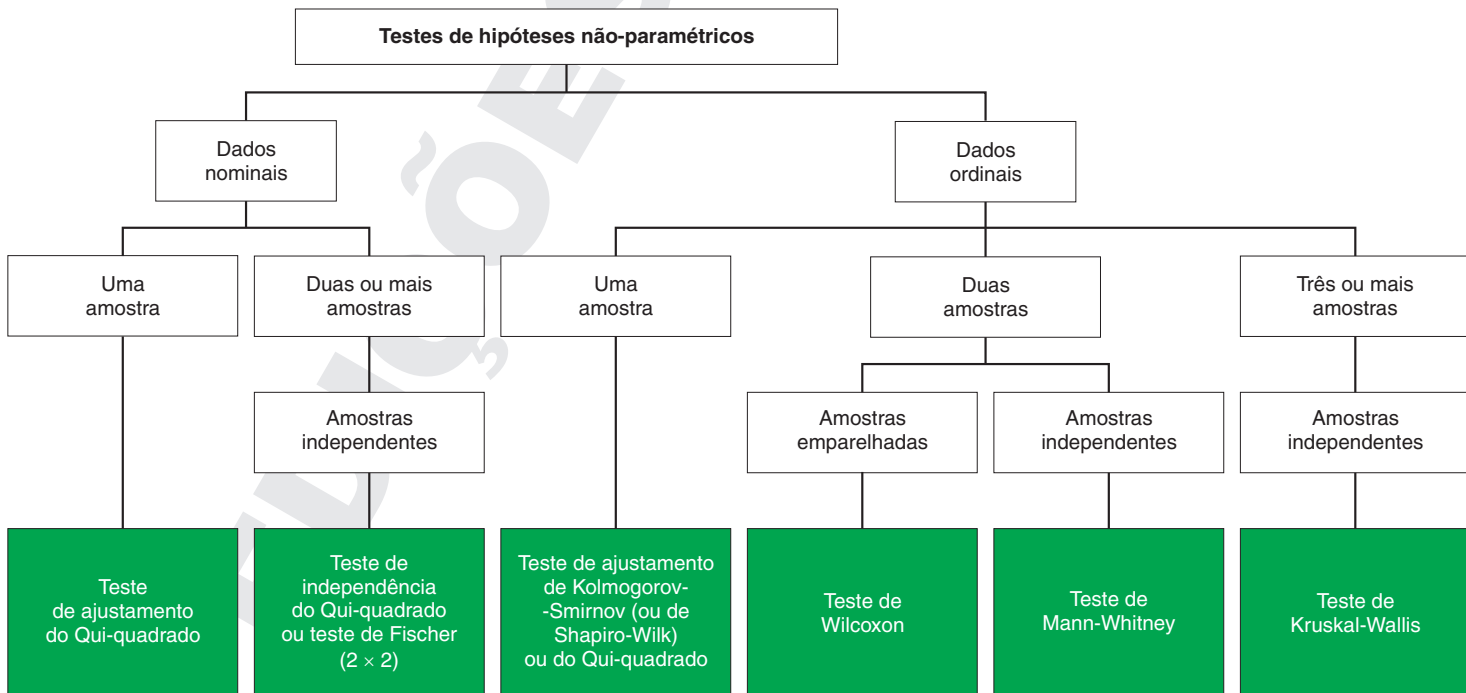 Testes de hipóteses não-paramétricos
Dados
nominais
Dados
ordinais
Uma
amostra
Duas ou mais
amostras
Uma
amostra
Duas
amostras
Três ou mais
amostras
Amostras
independentes
Amostras
emparelhadas
Amostras
independentes
Amostras
independentes
Teste
de ajustamento
do Qui-quadrado
Teste de
independência
do Qui-quadrado
ou teste de Fischer
(2 × 2)
Teste de ajustamento
de Kolmogorov-
-Smirnov (ou de
Shapiro-Wilk)
ou do Qui-quadrado
Teste de
Wilcoxon
Teste de
Mann-Whitney
Teste de
Kruskal-Wallis